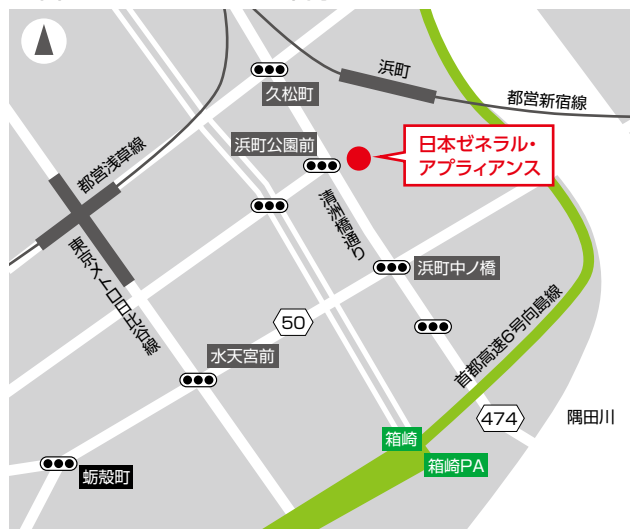 浜町
久松町
都営新宿線
浜町公園前
日本ゼネラル・
アプライアンス
都営浅草線
清洲橋通り
東京メトロ日比谷線
浜町中ノ橋
50
首都高速6号向島線
水天宮前
474
隅田川
箱崎
箱崎PA
蛎殻町